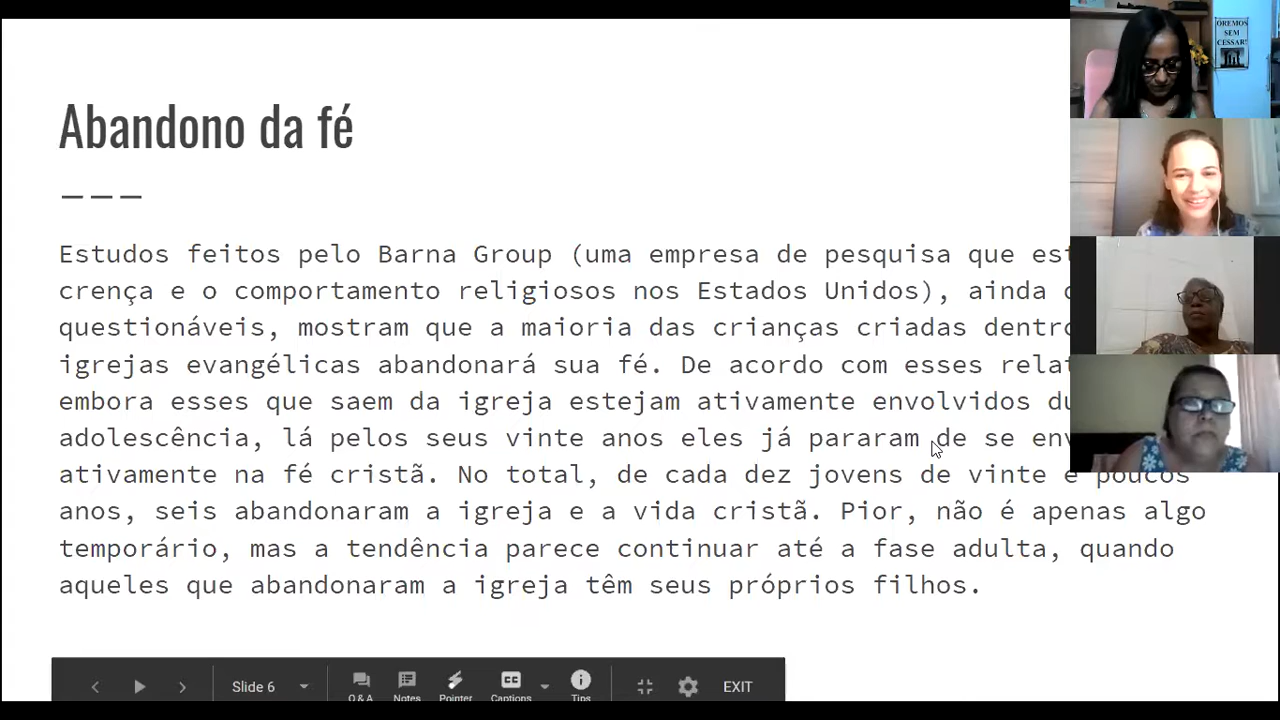 Abandono da fé
Estudos feitos pelo Barna Group (uma empresa de pesquisa que
crença e o comportamento religiosos nos Estados Unidos), ainda
questionáveis, mostram que a maioria das crianças criadas
igrejas evangélicas abandonará sua fé. De acordo com esses
embora esses que saem da igreja estejam ativamente envolvidos
adolescência, lá pelos seus vinte anos eles já pararam de se
ativamente na fé cristã. No total, de cada dez jovens de vinte e poucos
anos, seis abandonaram a igreja e a vida cristã. Pior, não é apenas algo
temporário, mas a tendência parece continuar até a fase adulta, quando
aqueles que abandonaram a igreja têm seus próprios filhos.
OREMOS
SEM
CESSAR!
Slide 6
Q & A
Notes
Pointer
Captions
Tips
EXIT